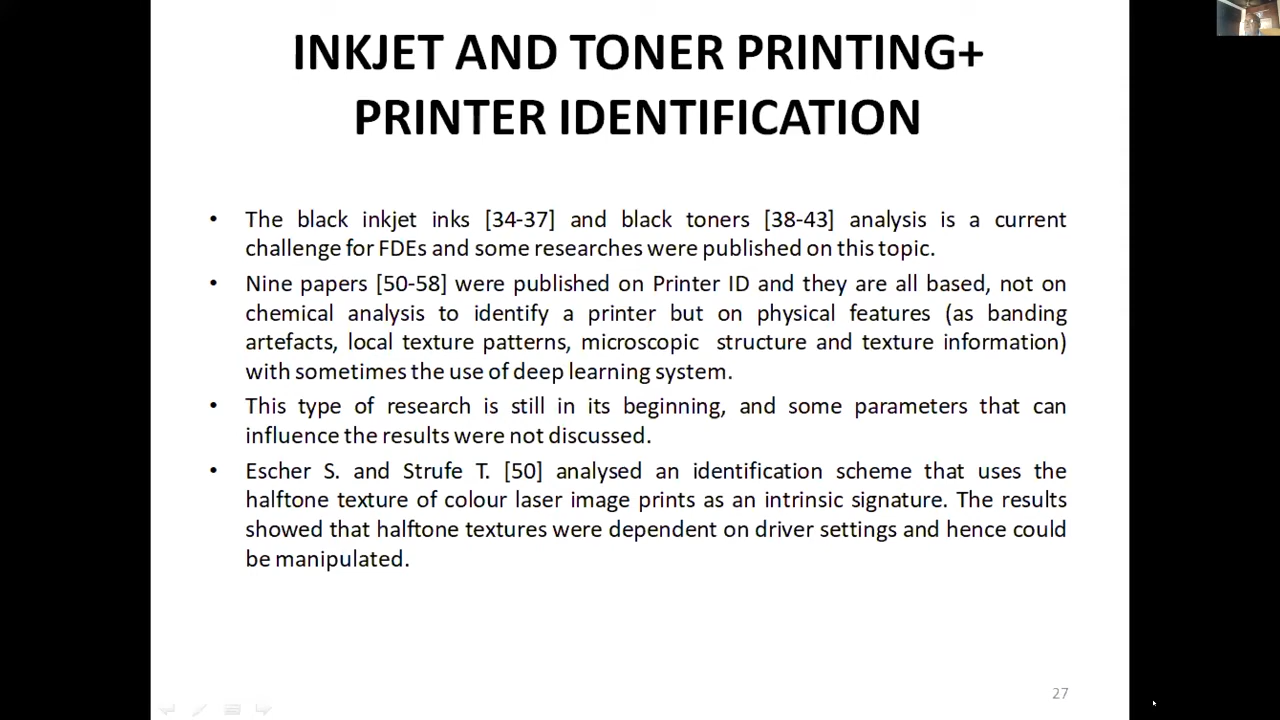 INKJET AND TONER PRINTING+
PRINTER IDENTIFICATION
• The black inkjet inks [34-37] and black toners [38-43] analysis is a current
challenge for FDEs and some researches were published on this topic.
• Nine papers [50-58] were published on Printer ID and they are all based, not on
chemical analysis to identify a printer but on physical features (as banding
artefacts, local texture patterns, microscopic structure and texture information)
with sometimes the use of deep learning system.
• This type of research is still in its beginning, and some parameters that can
influence the results were not discussed.
• Escher S. and Strufe T. [50] analysed an identification scheme that uses the
halftone texture of colour laser image prints as an intrinsic signature. The results
showed that halftone textures were dependent on driver settings and hence could
be manipulated.
27